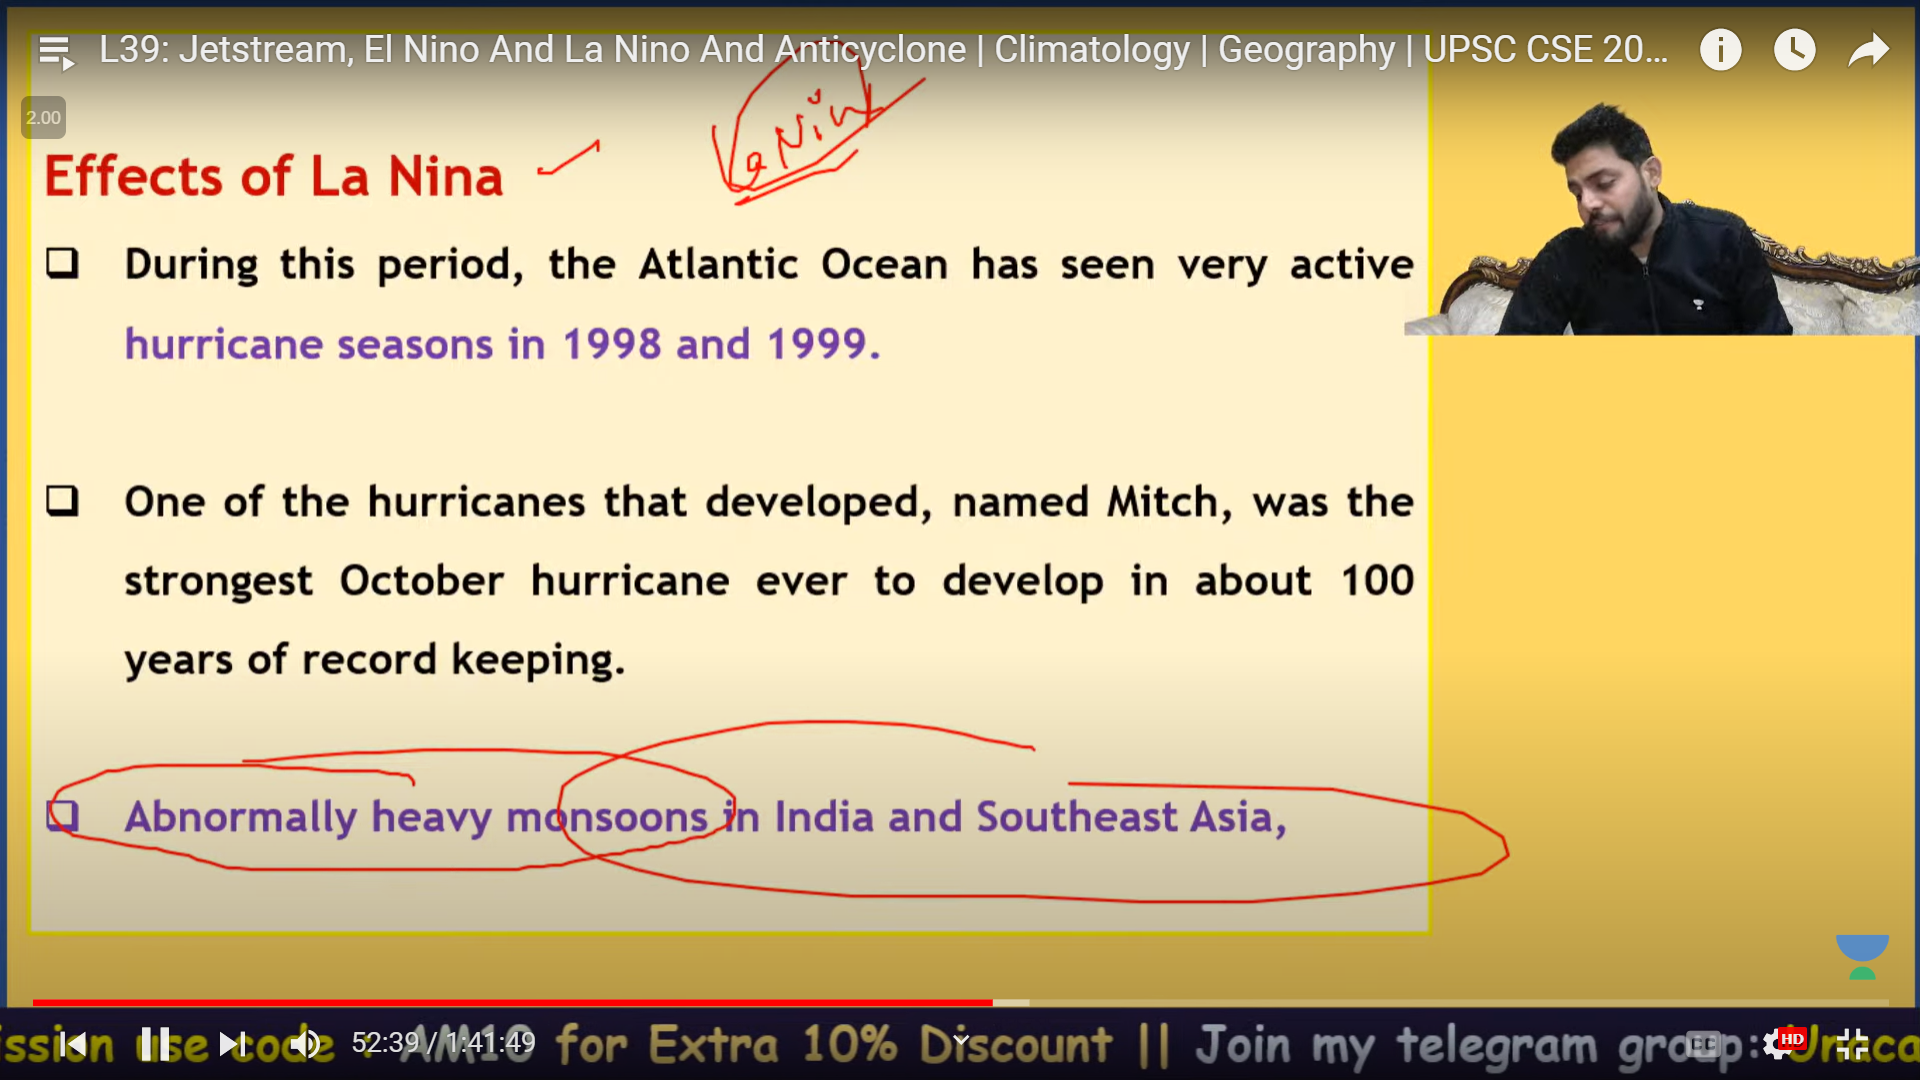 L39: Jetstream, El Nino And La Nino And Anticyclone | Climatology | Geography | UPSC CSE 20...
2.00
La Nin
Effects of La Nina
During this period, the Atlantic Ocean has seen very active
hurricane seasons in 1998 and 1999.
One of the hurricanes that developed, named Mitch, was the
strongest October hurricane ever to develop in about 100
years of record keeping.
Abnormally heavy monsoons in India and Southeast Asia,
52:39 / 1:41:49
CC
HD
ssion use code : AM10 for Extra 10% Discount || Join my telegram group: Unaca